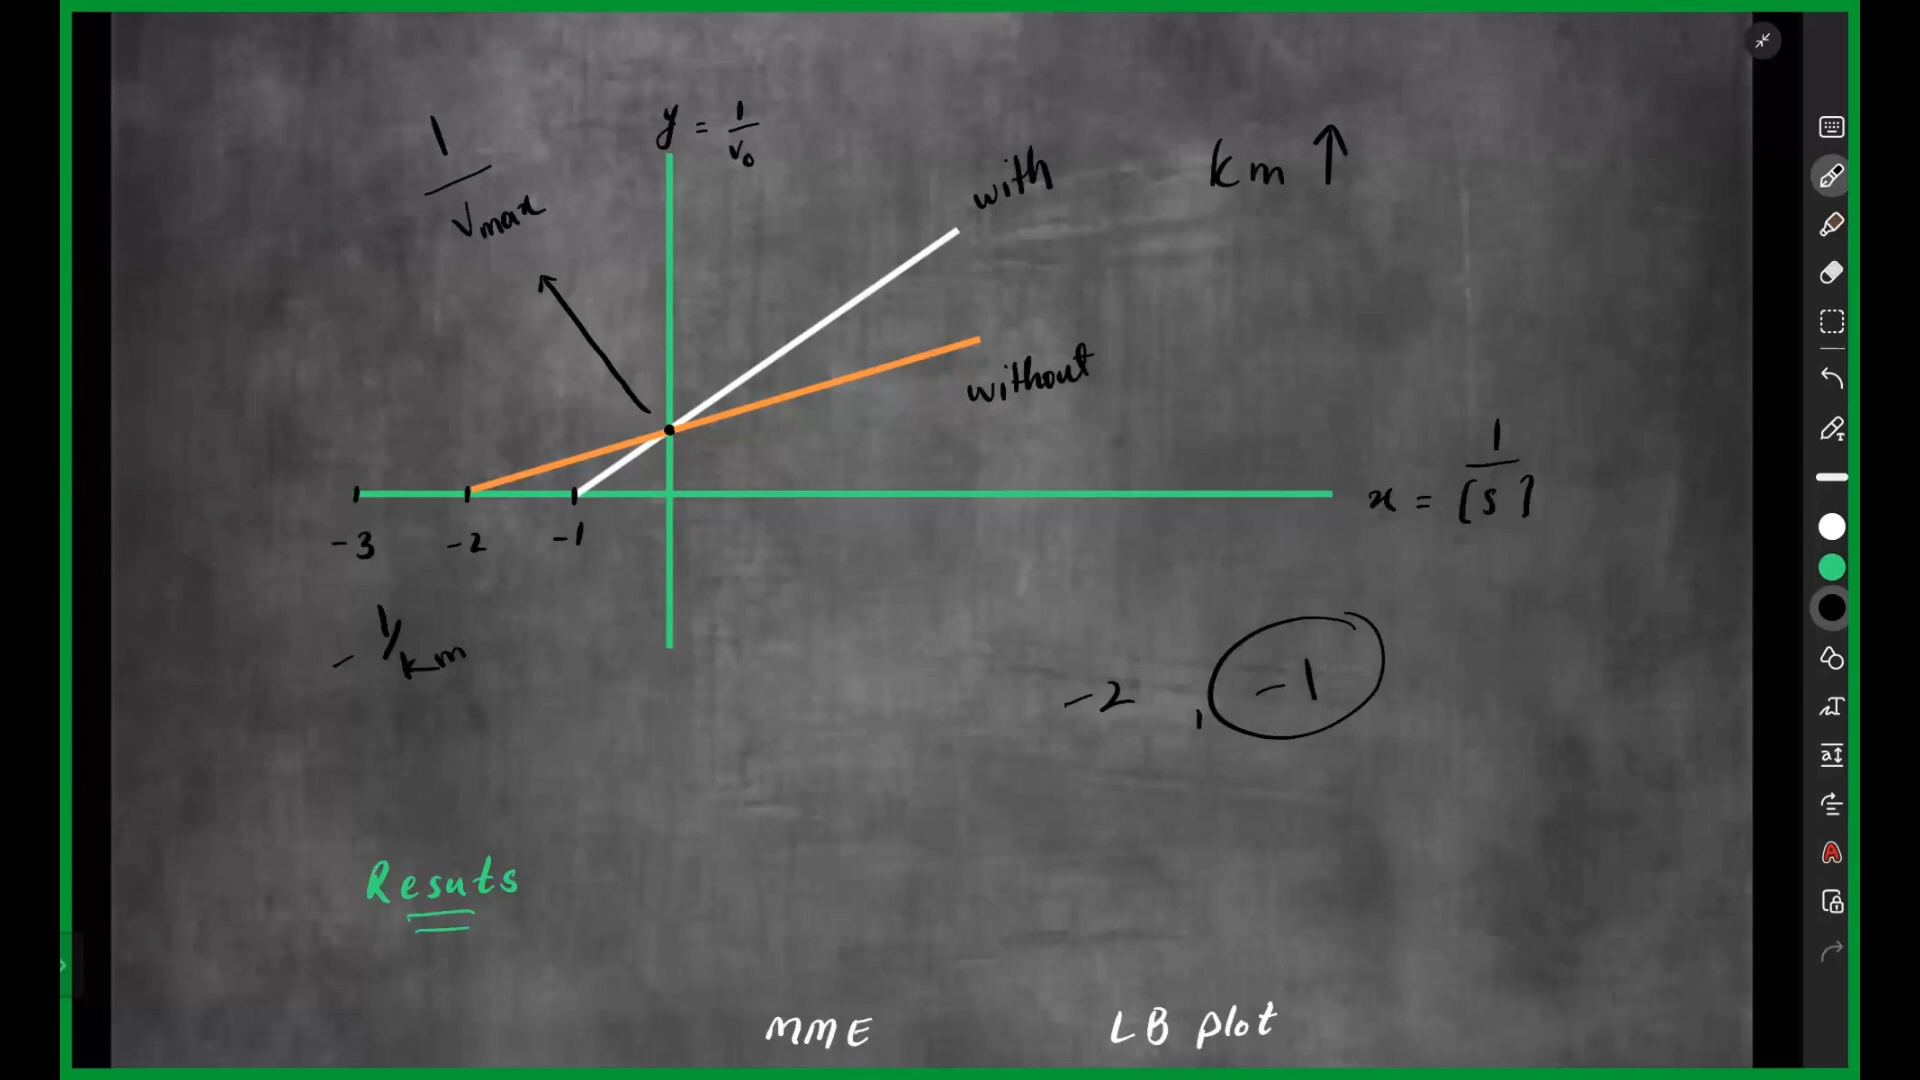 y = 1/v₀
1/Vmax
km ↑
with
without
x = 1/[S]
-3 -2 -1
- 1/km
-2 , -1
Resuts
MME LB plot